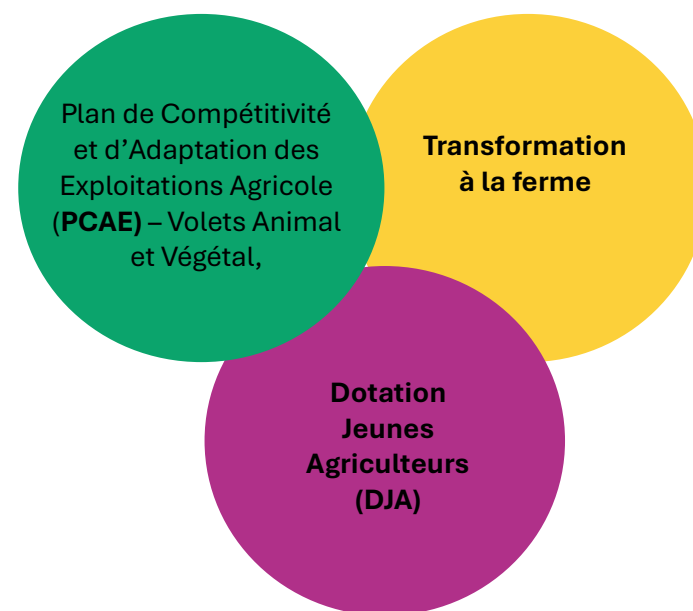 Plan de Compétitivité
et d’Adaptation des
Exploitations Agricole
(PCAE) – Volets Animal
et Végétal,
Transformation
à la ferme
Dotation
Jeunes
Agriculteurs
(DJA)